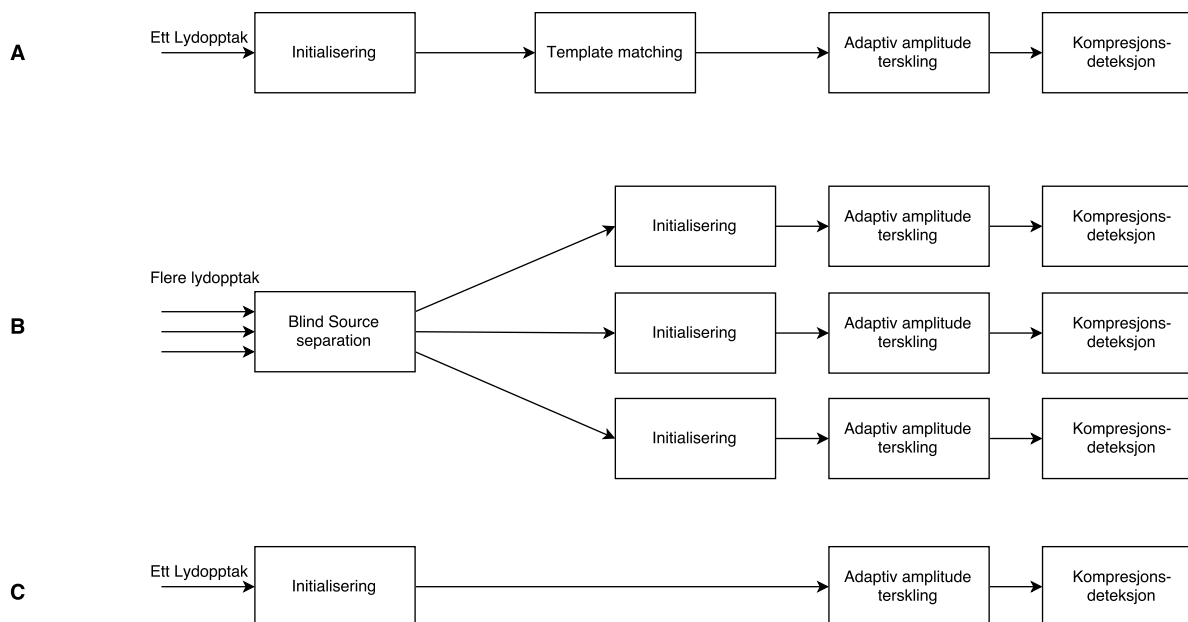 A
Ett Lydopptak
Initialisering
Template matching
Adaptiv amplitude
terskling
Kompresjons-
deteksjon
B
Flere lydopptak
Blind Source
separation
Initialisering
Adaptiv amplitude
terskling
Kompresjons-
deteksjon
Initialisering
Adaptiv amplitude
terskling
Kompresjons-
deteksjon
Initialisering
Adaptiv amplitude
terskling
Kompresjons-
deteksjon
C
Ett Lydopptak
Initialisering
Adaptiv amplitude
terskling
Kompresjons-
deteksjon